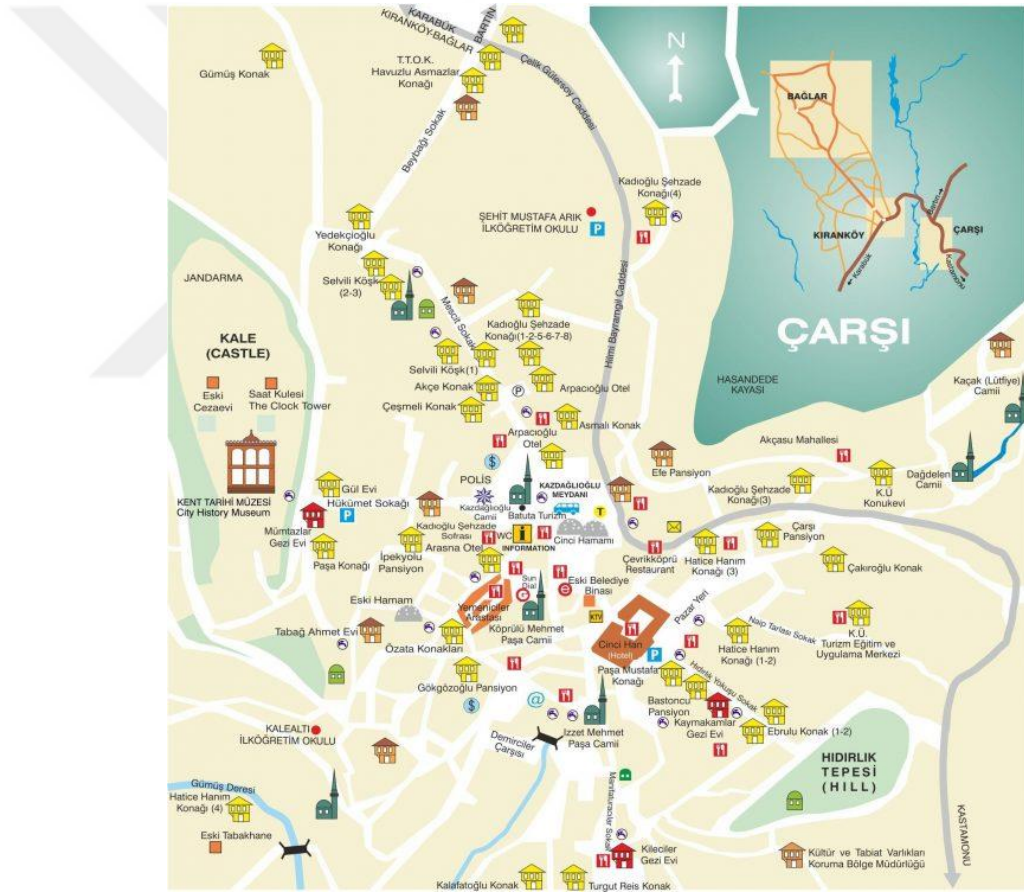 KARABÜK
KIRANKÖY-BAĞLAR
BARTIN
Çelik Gülersoy Caddesi
Gümüş Konak
T.T.O.K.
Havuzlu Asmazlar
Konağı
Beybağı Sokak
N
BAĞLAR
KIRANKÖY
ÇARŞI
Bartın
Karabük
Kastamonu
ÇARŞI
Kadıoğlu Şehzade
Konağı(4)
ŞEHİT MUSTAFA ARIK
İLKÖĞRETİM OKULU
P
Yedekçioğlu
Konağı
Selvili Köşk
(2-3)
JANDARMA
Mescit Sokak
Hilmi Bayramgil Caddesi
Kadıoğlu Şehzade
Konağı(1-2-5-6-7-8)
KALE
(CASTLE)
Selvili Köşk(1)
Akçe Konak
Arpacıoğlu Otel
P
Çeşmeli Konak
Asmalı Konak
Eski
Cezaevi
Saat Kulesi
The Clock Tower
HASANDEDE
KAYASI
Kaçak (Lütfiye)
Camii
Arpacıoğlu
Otel
Akçasu Mahallesi
$
Efe Pansiyon
Dağdelen
Camii
KENT TARİHİ MÜZESİ
City History Museum
Gül Evi
Hükümet Sokağı
P
POLİS
Kazdağlıoğlu
Camii
KAZDAĞLIOĞLU
MEYDANI
Batuta Turizm
T
Kadıoğlu Şehzade
Konağı(3)
K.Ü
Konukevi
Mümtazlar
Gezi Evi
Paşa Konağı
İpekyolu
Pansiyon
Kadıoğlu Şehzade
Sofrası
Arasna Otel
WC
i
INFORMATION
Cinci Hamamı
Çevrikköprü
Restaurant
Hatice Hanım
Konağı (3)
Çarşı
Pansiyon
Çakıroğlu Konak
Eski Hamam
Sun
Dial
Eski Belediye
Binası
e
Yemeniciler
Arastası
Köprülü Mehmet
Paşa Camii
KTV
Cinci Han
(Hotel)
P
Pazar Yeri
Naip Tarlası Sokak
Tabağ Ahmet Evi
Özata Konakları
Hatice Hanım
Konağı (1-2)
K.Ü.
Turizm Eğitim ve
Uygulama Merkezi
Gökgözoğlu Pansiyon
$
@
Paşa Mustafa
Konağı
Hıdırlık Yokuşu Sokak
Bastoncu
Pansiyon
Kaymakamlar
Gezi Evi
Ebrulu Konak (1-2)
KALEALTI
İLKÖĞRETİM OKULU
Demirciler
Çarşısı
İzzet Mehmet
Paşa Camii
HIDIRLIK
TEPESİ
(HILL)
Gümüş Deresi
Hatice Hanım
Konağı (4)
Eski Tabakhane
Manifaturacılar Sokak
Kileciler
Gezi Evi
Kalafatoğlu Konak
Turgut Reis Konak
Kültür ve Tabiat Varlıkları
Koruma Bölge Müdürlüğü
KASTAMONU